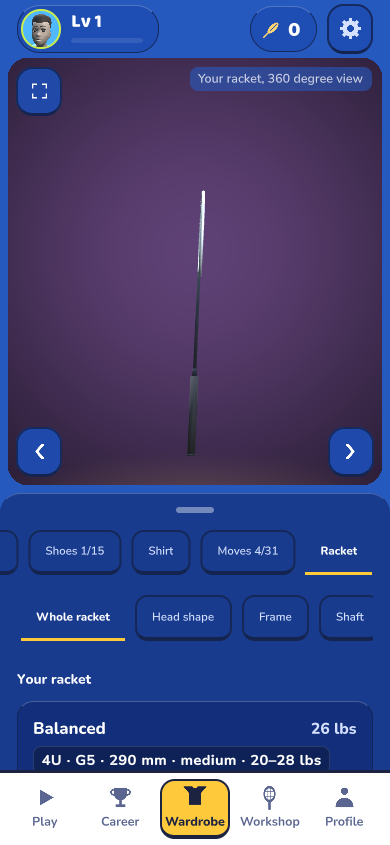 Lv 1
0
Your racket, 360 degree view
Shoes 1/15
Shirt
Moves 4/31
Racket
Whole racket
Head shape
Frame
Shaft
Your racket
Balanced
26 lbs
4U · G5 · 290 mm · medium · 20–28 lbs
Play
Career
Wardrobe
Workshop
Profile